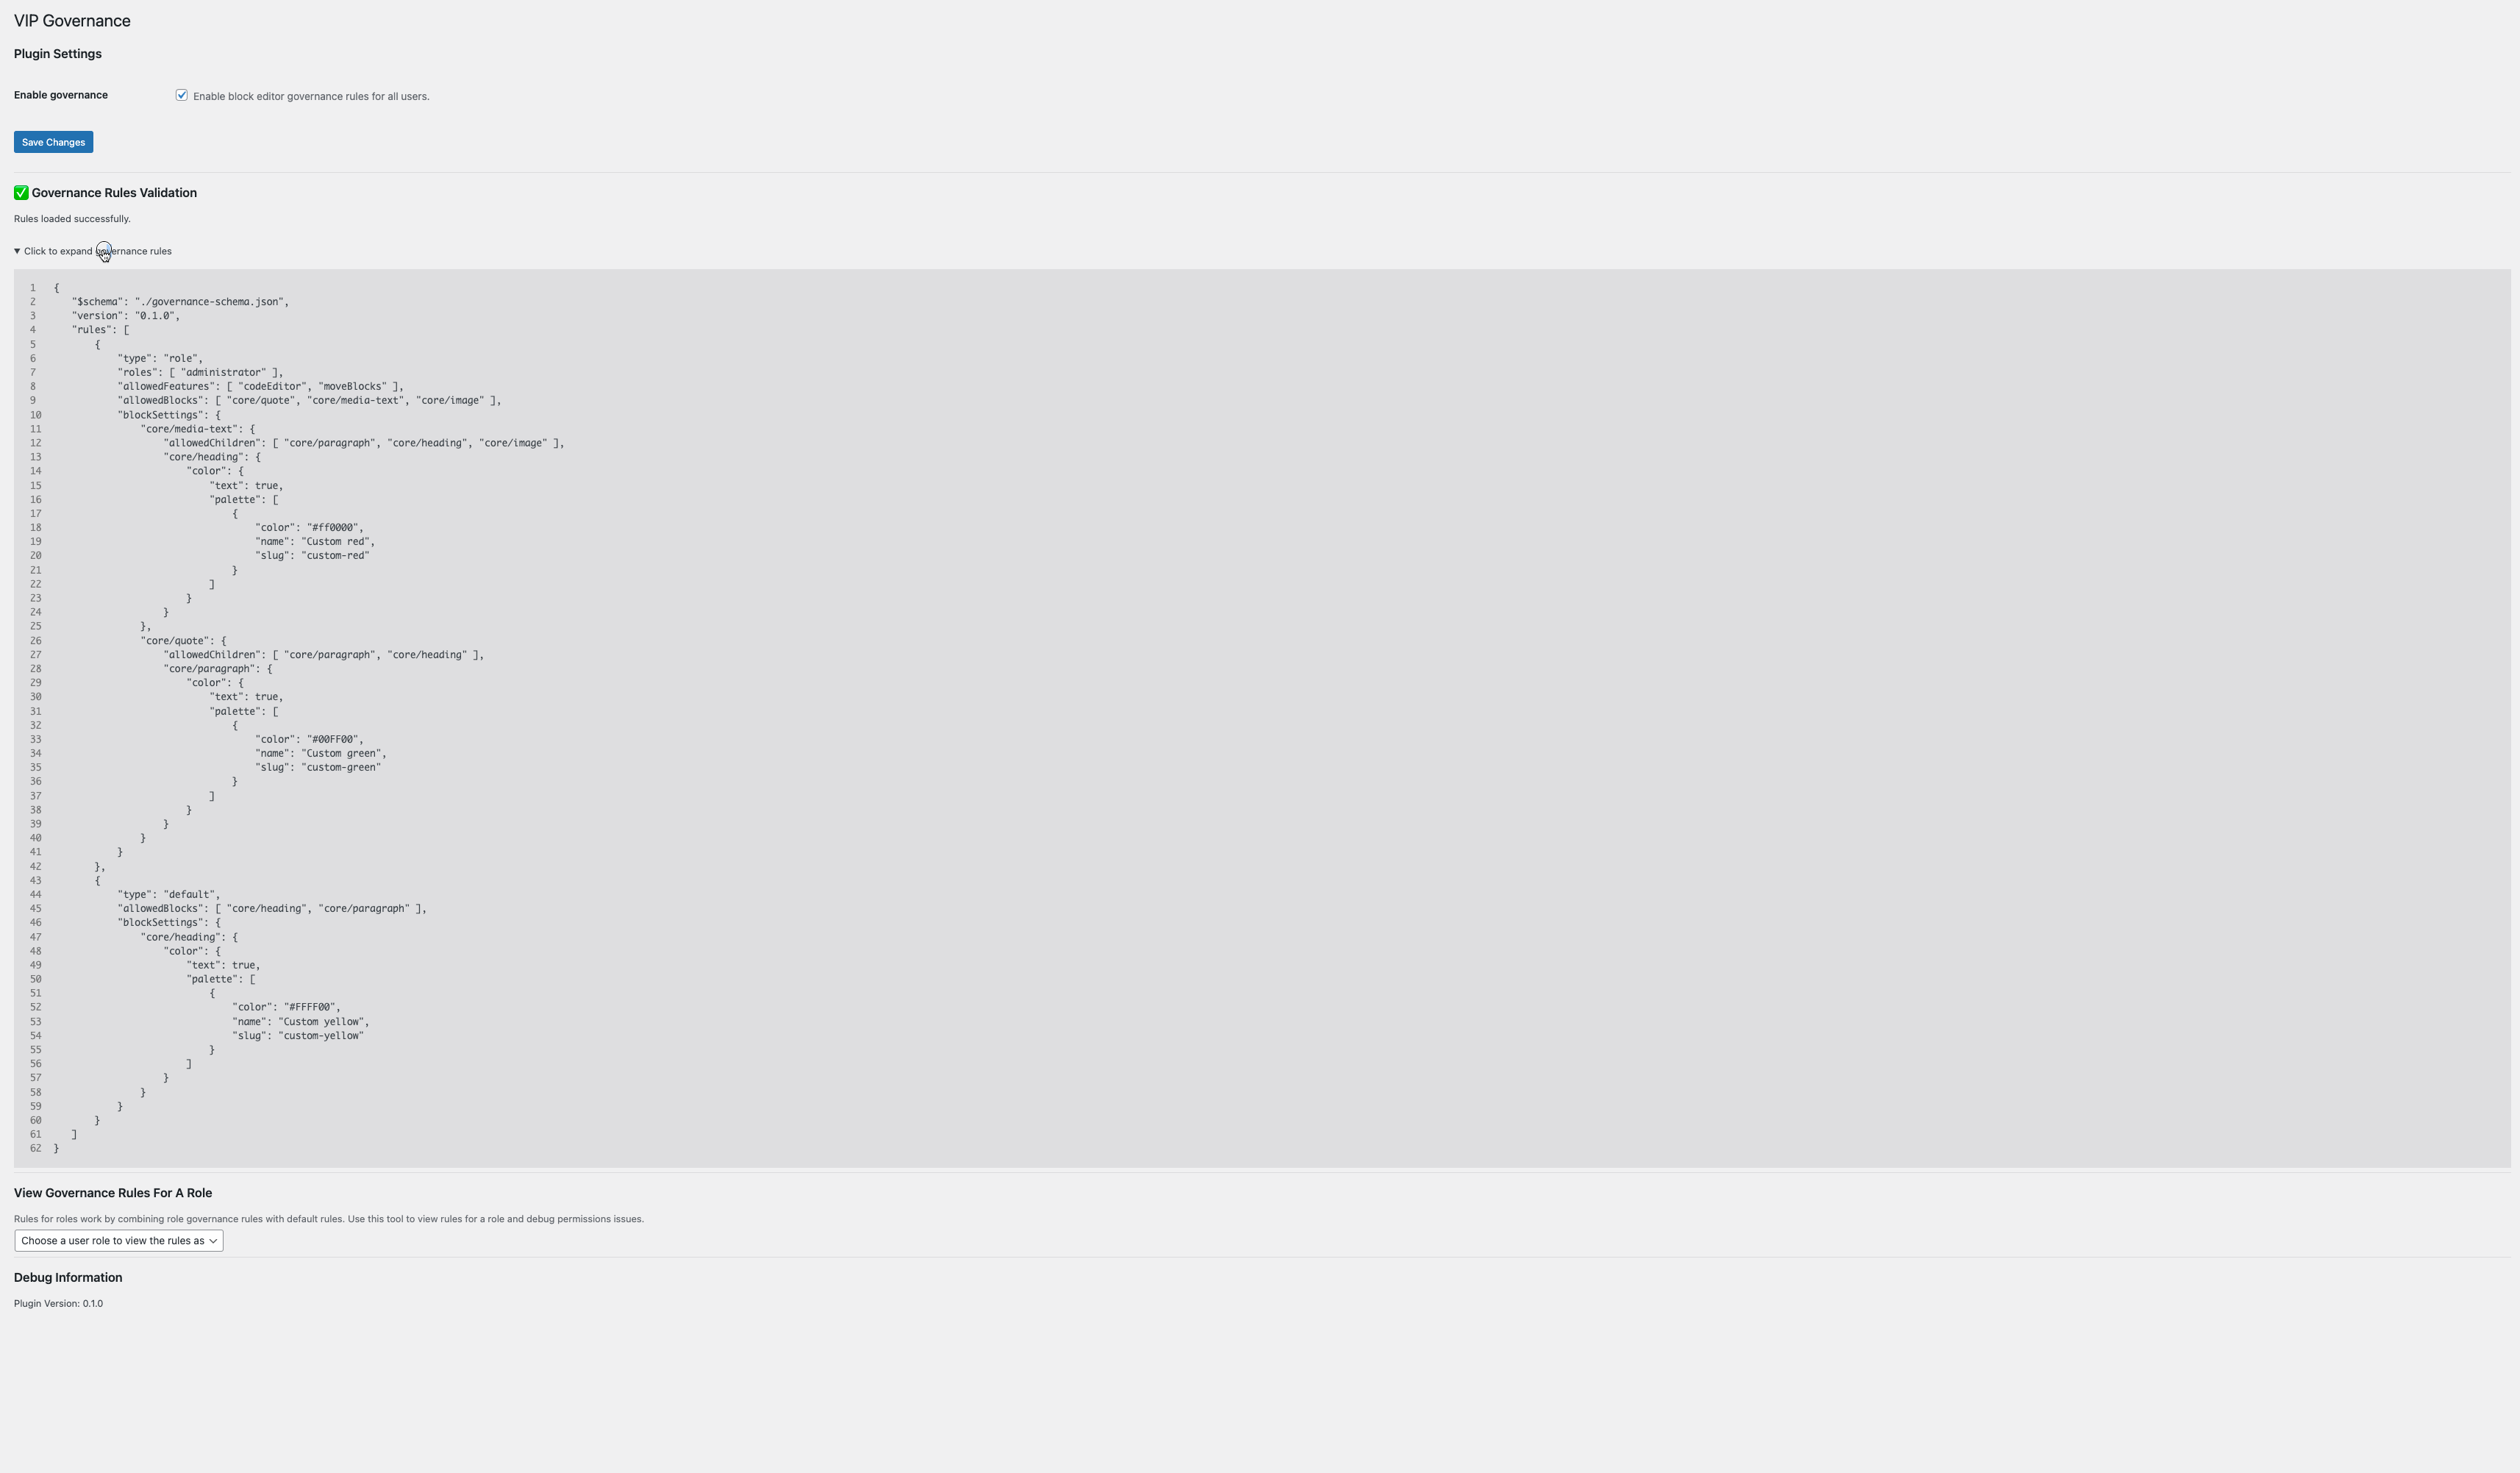 VIP Governance
Plugin Settings
Enable governance
Enable block editor governance rules for all users.
Save Changes
✅ Governance Rules Validation
Rules loaded successfully.
▼ Click to expand governance rules
1 {
2     "$schema": "./governance-schema.json",
3     "version": "0.1.0",
4     "rules": [
5         {
6             "type": "role",
7             "roles": [ "administrator" ],
8             "allowedFeatures": [ "codeEditor", "moveBlocks" ],
9             "allowedBlocks": [ "core/quote", "core/media-text", "core/image" ],
10             "blockSettings": {
11                 "core/media-text": {
12                     "allowedChildren": [ "core/paragraph", "core/heading", "core/image" ],
13                     "core/heading": {
14                         "color": {
15                             "text": true,
16                             "palette": [
17                                 {
18                                     "color": "#ff0000",
19                                     "name": "Custom red",
20                                     "slug": "custom-red"
21                                 }
22                             ]
23                         }
24                     }
25                 },
26                 "core/quote": {
27                     "allowedChildren": [ "core/paragraph", "core/heading" ],
28                     "core/paragraph": {
29                         "color": {
30                             "text": true,
31                             "palette": [
32                                 {
33                                     "color": "#00FF00",
34                                     "name": "Custom green",
35                                     "slug": "custom-green"
36                                 }
37                             ]
38                         }
39                     }
40                 }
41             }
42         },
43         {
44             "type": "default",
45             "allowedBlocks": [ "core/heading", "core/paragraph" ],
46             "blockSettings": {
47                 "core/heading": {
48                     "color": {
49                         "text": true,
50                         "palette": [
51                             {
52                                 "color": "#FFFF00",
53                                 "name": "Custom yellow",
54                                 "slug": "custom-yellow"
55                             }
56                         ]
57                     }
58                 }
59             }
60         }
61     ]
62 }
View Governance Rules For A Role
Rules for roles work by combining role governance rules with default rules. Use this tool to view rules for a role and debug permissions issues.
Choose a user role to view the rules as
Debug Information
Plugin Version: 0.1.0